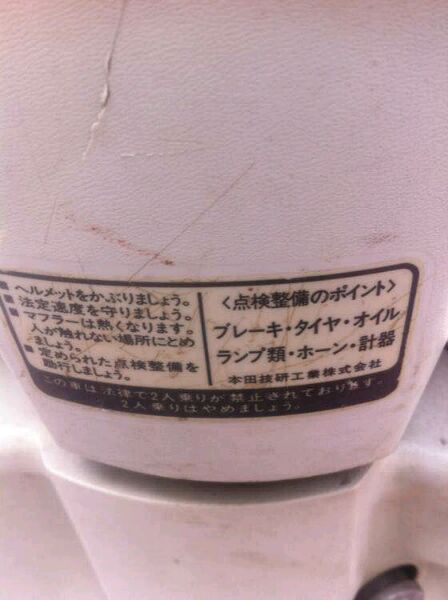 ■ ヘルメットをかぶりましょう。
■ 法定速度を守りましょう。
■ マフラーは熱くなります。
人が触れない場所にとめ
ましょう。
■ 定められた点検整備を
励行しましょう。
〈点検整備のポイント〉
ブレーキ・タイヤ・オイル
ランプ類・ホーン・計器
本田技研工業株式会社
この車は法律で2人乗りが禁止されております。
2人乗りはやめましょう。